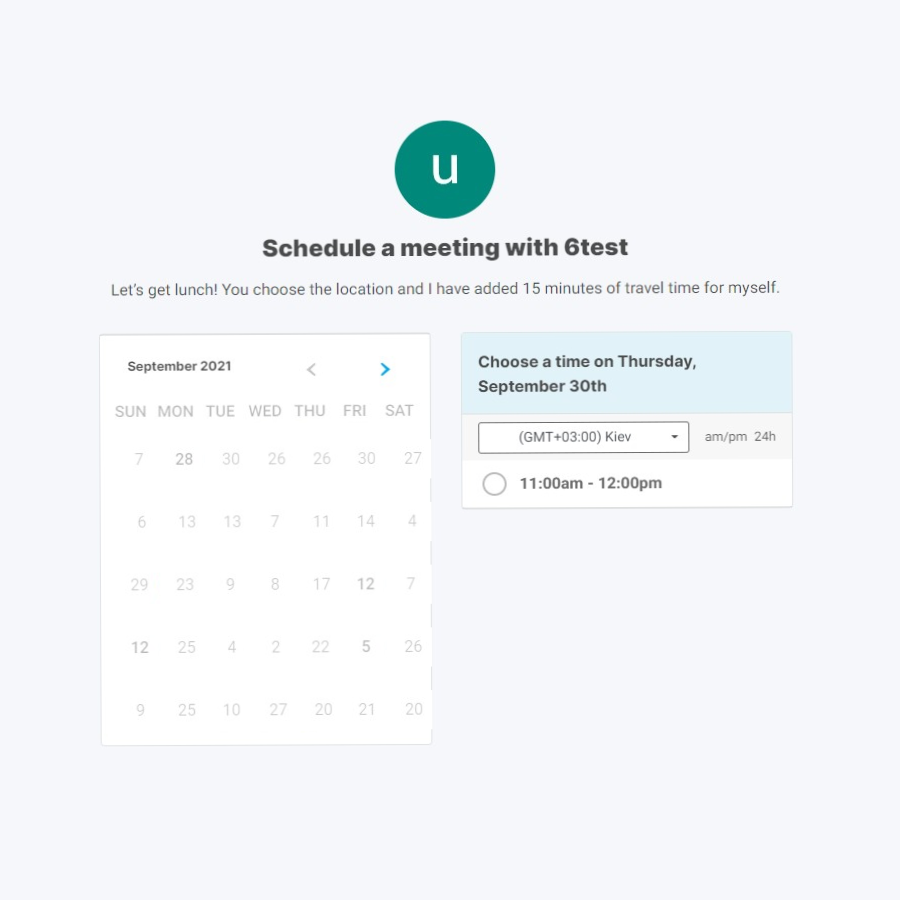 u
Schedule a meeting with 6test
Let's get lunch! You choose the location and I have added 15 minutes of travel time for myself.
September 2021
SUN MON TUE WED THU FRI SAT
7 28 30 26 26 30 27
6 13 13 7 11 14 4
29 23 9 8 17 12 7
12 25 4 2 22 5 26
9 25 10 27 20 21 20
Choose a time on Thursday,
September 30th
(GMT+03:00) Kiev am/pm 24h
11:00am - 12:00pm